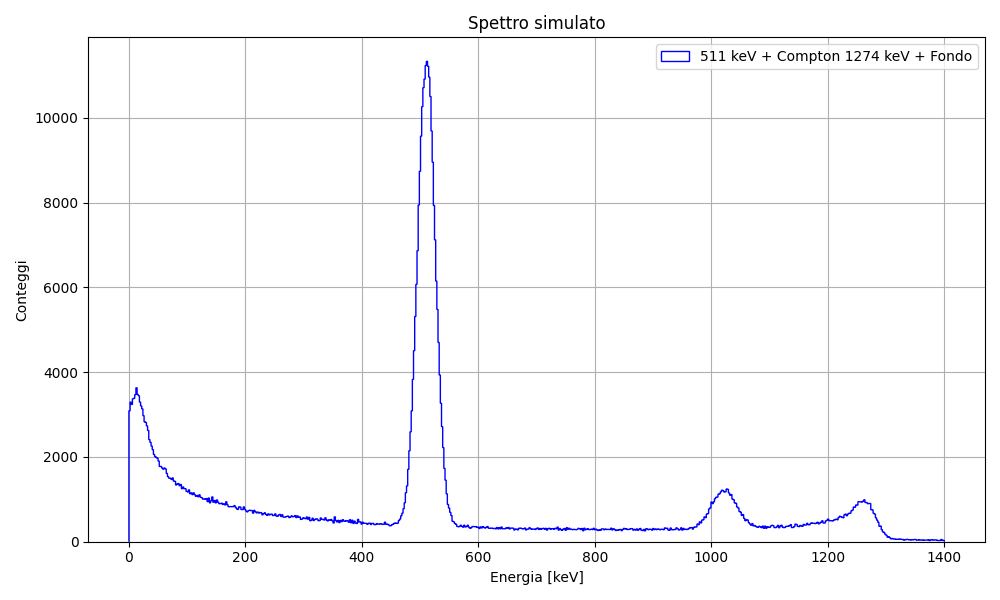 Spettro simulato
511 keV + Compton 1274 keV + Fondo
Conteggi
10000
8000
6000
4000
2000
0
0 200 400 600 800 1000 1200 1400
Energia [keV]